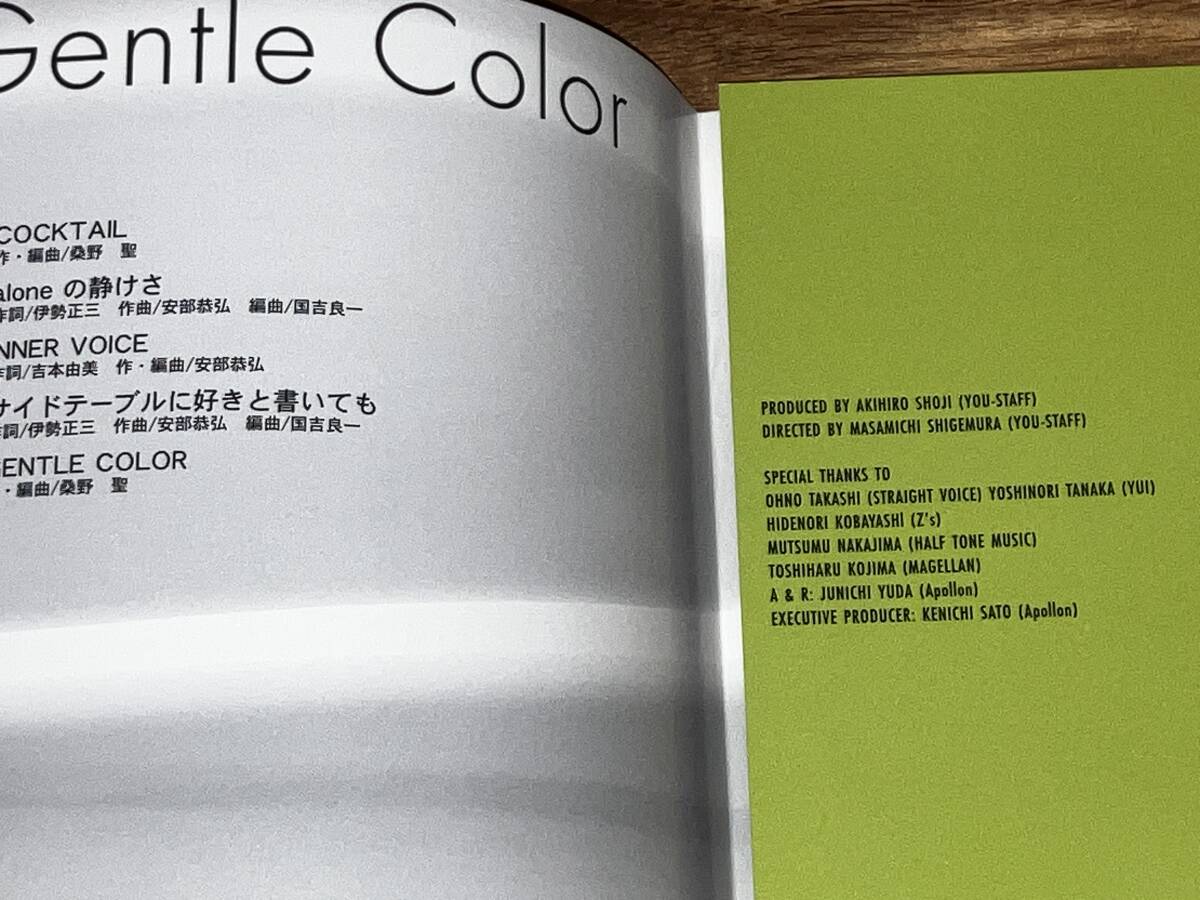 Gentle Color
COCKTAIL
作・編曲/桑野 聖
alone の静けさ
作詞/伊勢正三 作曲/安部恭弘 編曲/国吉良一
NNER VOICE
作詞/吉本由美 作・編曲/安部恭弘
サイドテーブルに好きと書いても
作詞/伊勢正三 作曲/安部恭弘 編曲/国吉良一
GENTLE COLOR
・編曲/桑野 聖
PRODUCED BY AKIHIRO SHOJI (YOU-STAFF)
DIRECTED BY MASAMICHI SHIGEMURA (YOU-STAFF)
SPECIAL THANKS TO
OHNO TAKASHI (STRAIGHT VOICE) YOSHINORI TANAKA (YUI)
HIDENORI KOBAYASHI (Z's)
MUTSUMU NAKAJIMA (HALF TONE MUSIC)
TOSHIHARU KOJIMA (MAGELLAN)
A & R: JUNICHI YUDA (Apollon)
EXECUTIVE PRODUCER: KENICHI SATO (Apollon)